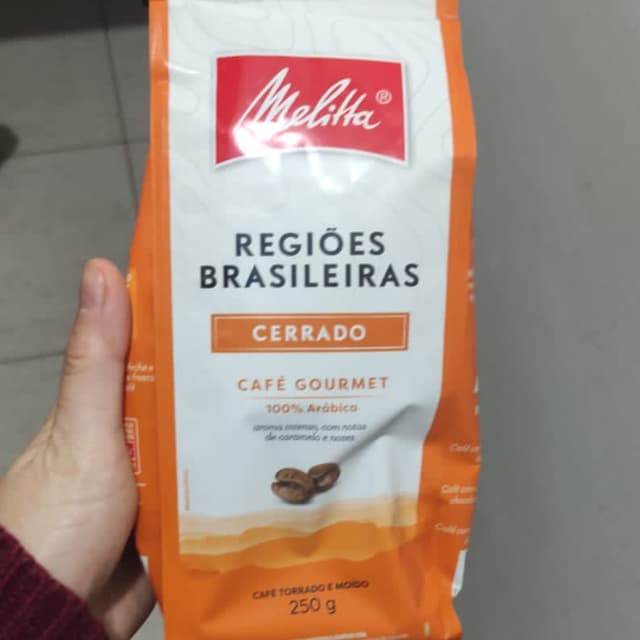 Melitta®
REGIÕES
BRASILEIRAS
CERRADO
CAFÉ GOURMET
100% Arábica
aroma intenso, com notas
de caramelo e nozes
CAFÉ TORRADO E MOÍDO
250 g